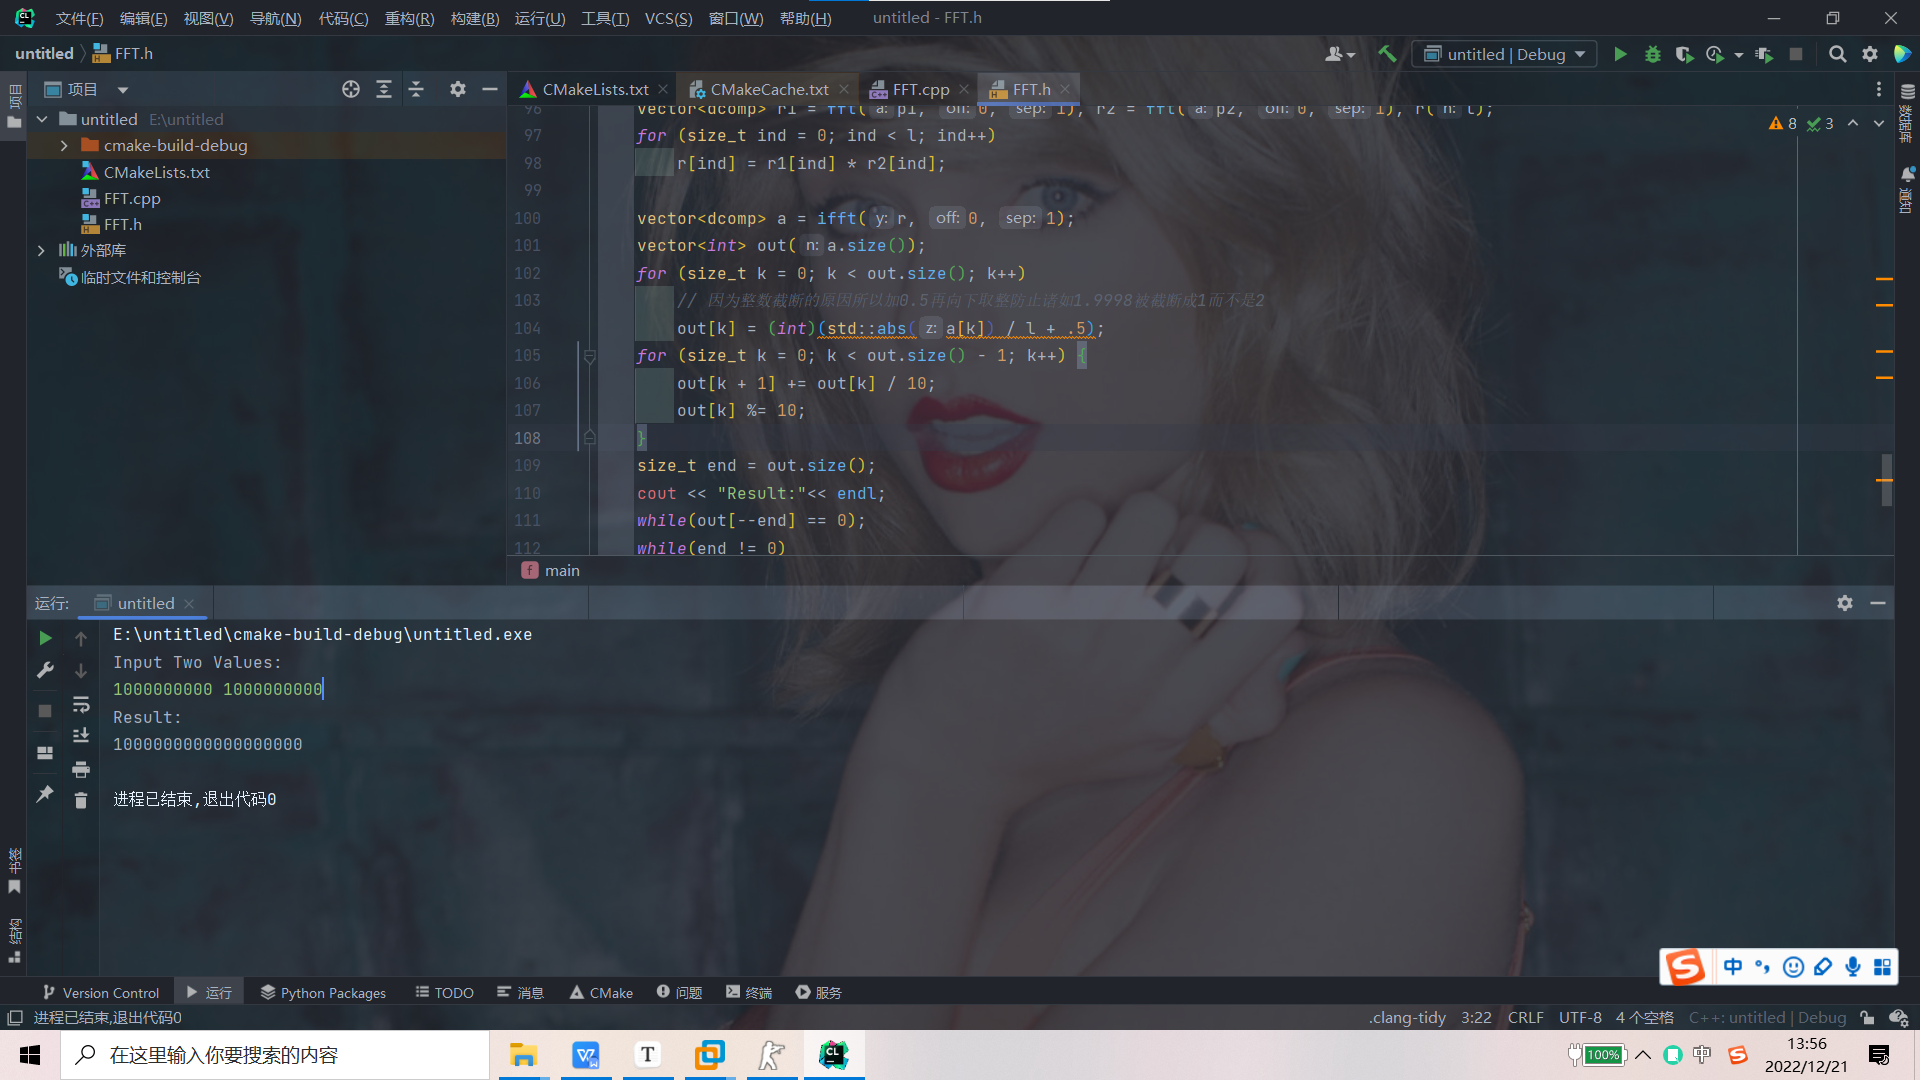 文件(F) 编辑(E) 视图(V) 导航(N) 代码(C) 重构(R) 构建(B) 运行(U) 工具(T) VCS(S) 窗口(W) 帮助(H) untitled - FFT.h
untitled FFT.h untitled | Debug
项目
CMakeLists.txt CMakeCache.txt FFT.cpp FFT.h
项目
untitled E:\untitled
cmake-build-debug
CMakeLists.txt
FFT.cpp
FFT.h
外部库
临时文件和控制台
8 3
数据库
通知
96 vector<dcomp> r1 = fft( a: p1, off: 0, sep: 1), r2 = fft( a: p2, off: 0, sep: 1), r( n: l);
97 for (size_t ind = 0; ind < l; ind++)
98 r[ind] = r1[ind] * r2[ind];
99
100 vector<dcomp> a = ifft( y: r, off: 0, sep: 1);
101 vector<int> out( n: a.size());
102 for (size_t k = 0; k < out.size(); k++)
103 // 因为整数截断的原因所以加0.5再向下取整防止诸如1.9998被截断成1而不是2
104 out[k] = (int)(std::abs( z: a[k]) / l + .5);
105 for (size_t k = 0; k < out.size() - 1; k++) {
106 out[k + 1] += out[k] / 10;
107 out[k] %= 10;
108 }
109 size_t end = out.size();
110 cout << "Result:"<< endl;
111 while(out[--end] == 0);
112 while(end != 0)
f main
运行: untitled
E:\untitled\cmake-build-debug\untitled.exe
Input Two Values:
1000000000 1000000000
Result:
1000000000000000000
进程已结束,退出代码0
书签
结构
中
Version Control 运行 Python Packages TODO 消息 CMake 问题 终端 服务
进程已结束,退出代码0 .clang-tidy 3:22 CRLF UTF-8 4 个空格 C++: untitled | Debug
在这里输入你要搜索的内容
100% 中 13:56
2022/12/21